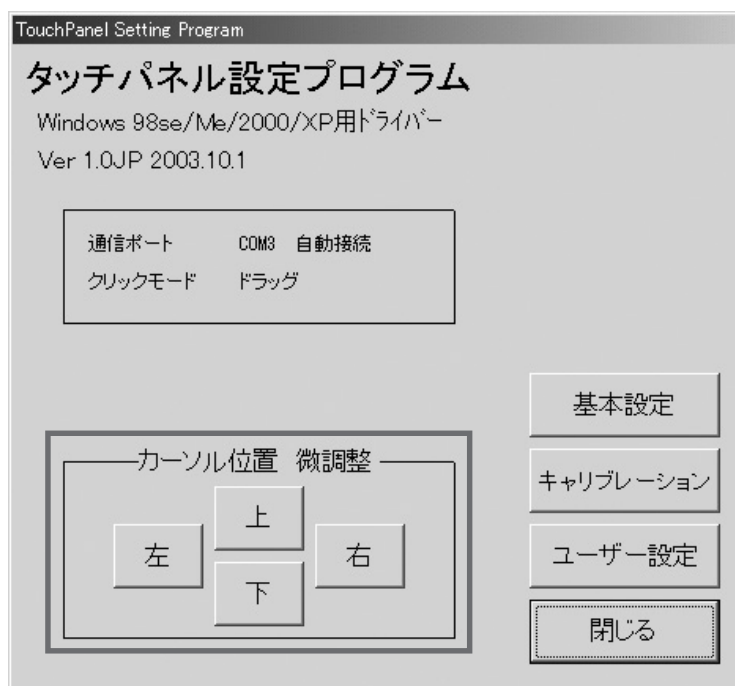 TouchPanel Setting Program
タッチパネル設定プログラム
Windows 98se/Me/2000/XP用ﾄﾞﾗｲﾊﾞｰ
Ver 1.0JP 2003.10.1
通信ポート COM3 自動接続
クリックモード ドラッグ
カーソル位置 微調整
上
左
右
下
基本設定
キャリブレーション
ユーザー設定
閉じる